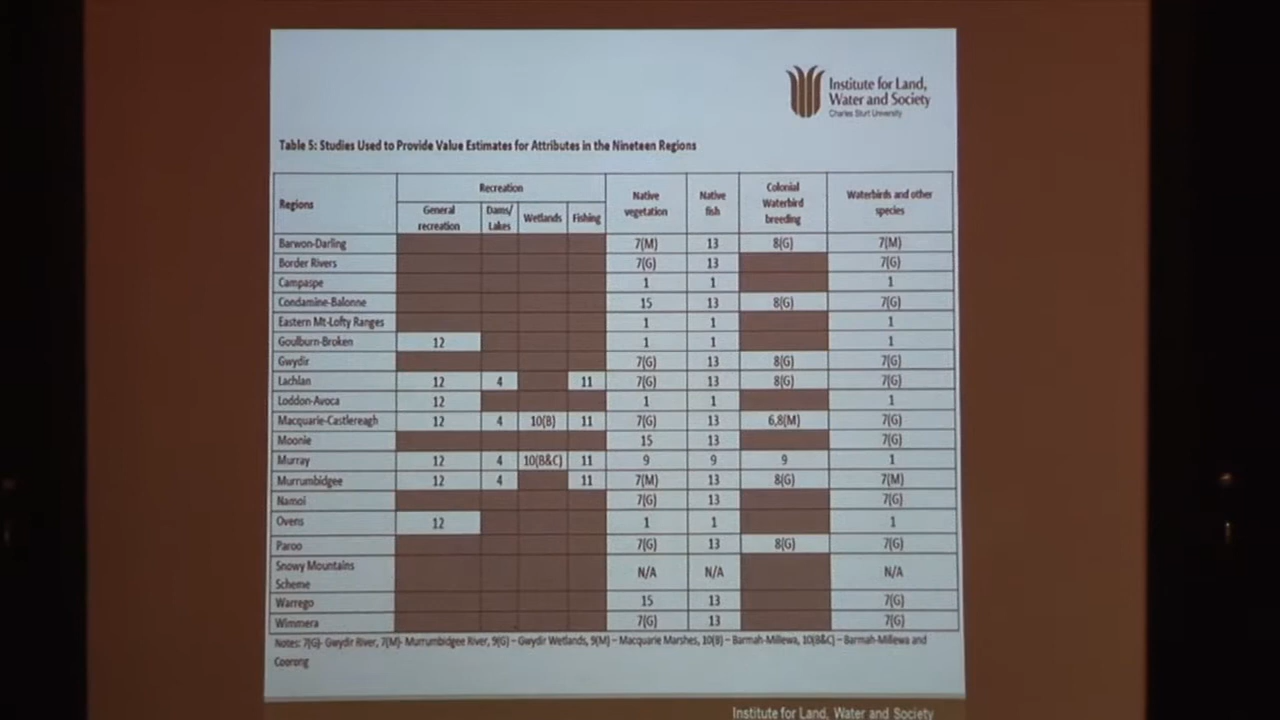 Institute for Land,
Water and Society
Charles Sturt University
Table 5: Studies Used to Provide Value Estimates for Attributes in the Nineteen Regions
Regions Recreation Native vegetation Native fish Colonial Waterbird breeding Waterbirds and other species
General recreation Dams/ Lakes Wetlands Fishing
Barwon-Darling 7(M) 13 8(G) 7(M)
Border Rivers 7(G) 13 7(G)
Campaspe 1 1 1
Condamine-Balonne 15 13 8(G) 7(G)
Eastern Mt-Lofty Ranges 1 1 1
Goulburn-Broken 12 1 1 1
Gwydir 7(G) 13 8(G) 7(G)
Lachlan 12 4 11 7(G) 13 8(G) 7(G)
Loddon-Avoca 12 1 1 1
Macquarie-Castlereagh 12 4 10(B) 11 7(G) 13 6,8(M) 7(G)
Moonie 15 13 7(G)
Murray 12 4 10(B&C) 11 9 9 9 1
Murrumbidgee 12 4 11 7(M) 13 8(G) 7(M)
Namoi 7(G) 13 7(G)
Ovens 12 1 1 1
Paroo 7(G) 13 8(G) 7(G)
Snowy Mountains
Scheme N/A N/A N/A
Warrego 15 13 7(G)
Wimmera 7(G) 13 7(G)
Notes: 7(G)- Gwydir River, 7(M)- Murrumbidgee River, 9(G) – Gwydir Wetlands, 9(M) – Macquarie Marshes, 10(B) – Barmah-Millewa, 10(B&C) – Barmah-Millewa and
Coorong
Institute for Land, Water and Society